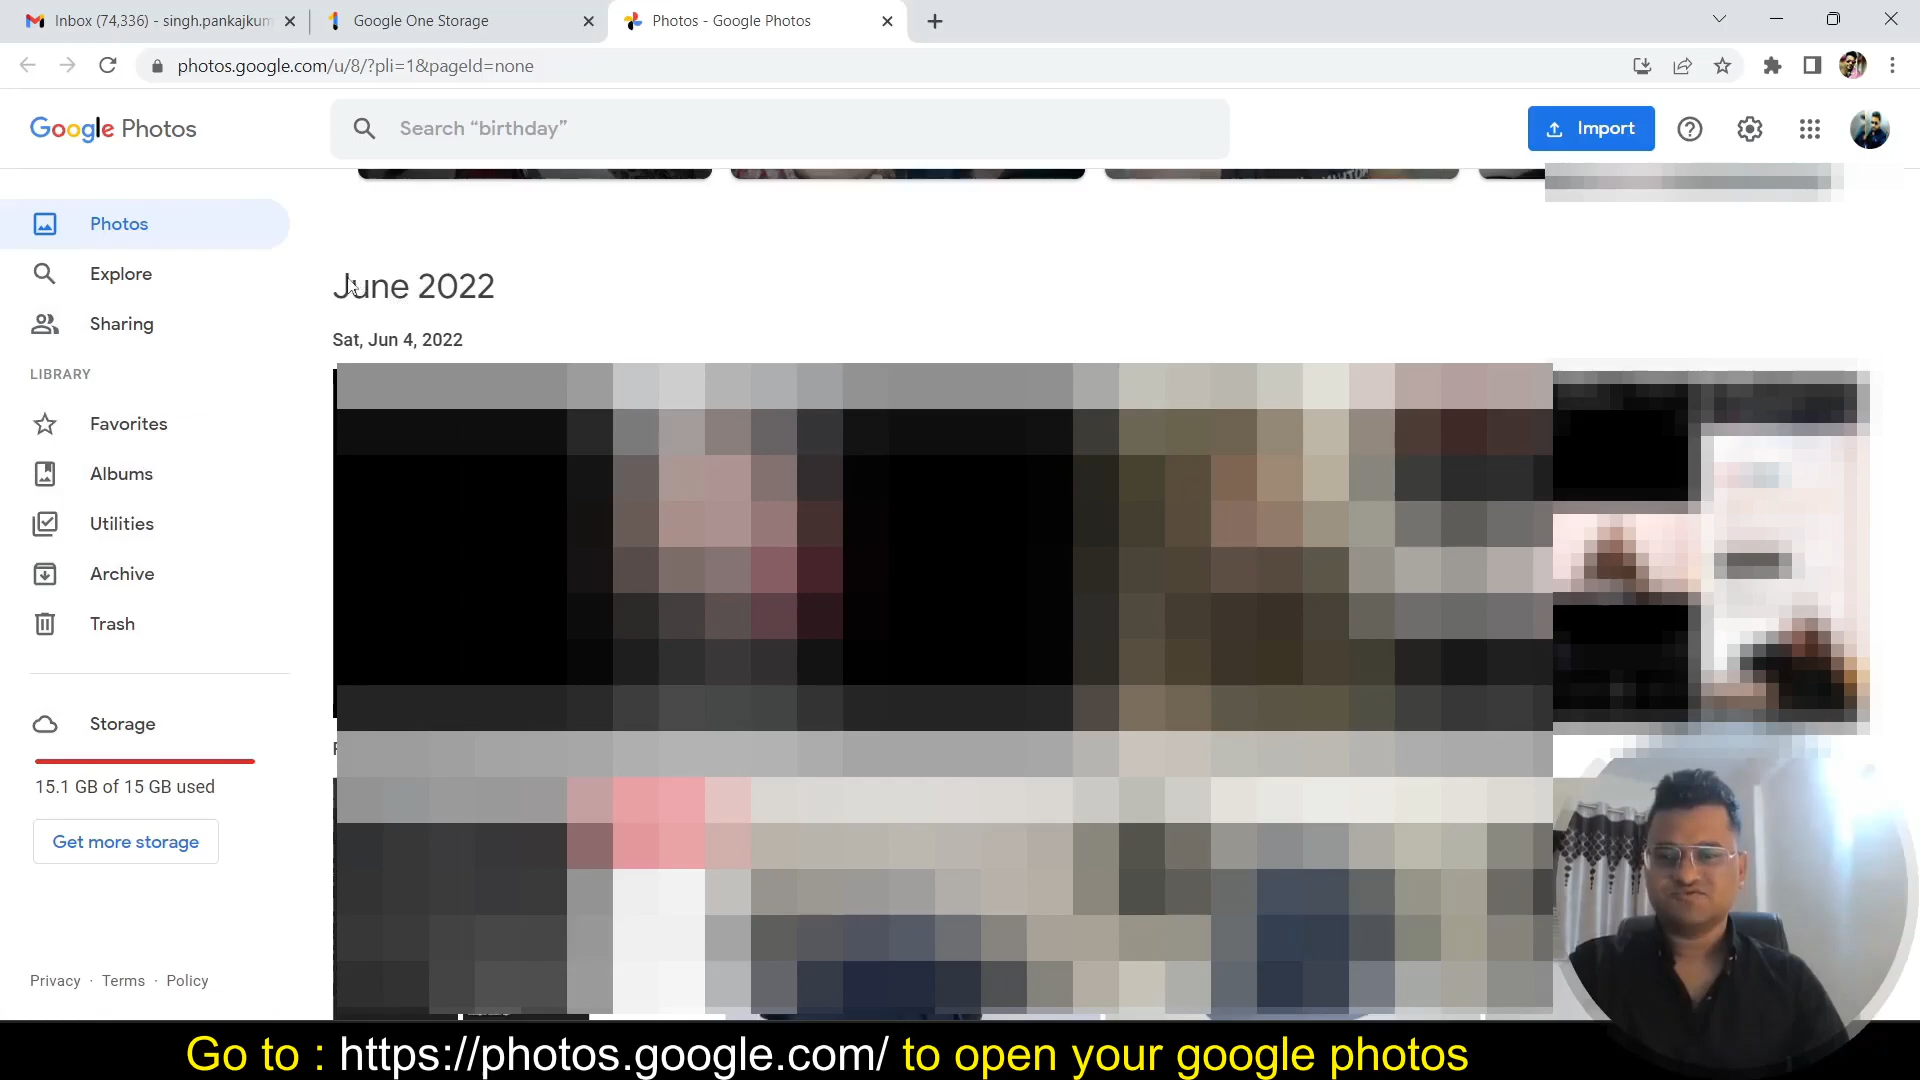 Inbox (74,336) - singh.pankajkum
Google One Storage
Photos - Google Photos
photos.google.com/u/8/?pli=1&pageId=none
Google Photos
Search “birthday”
Import
Photos
Explore
Sharing
LIBRARY
Favorites
Albums
Utilities
Archive
Trash
Storage
15.1 GB of 15 GB used
Get more storage
Privacy · Terms · Policy
June 2022
Sat, Jun 4, 2022
Go to : https://photos.google.com/ to open your google photos